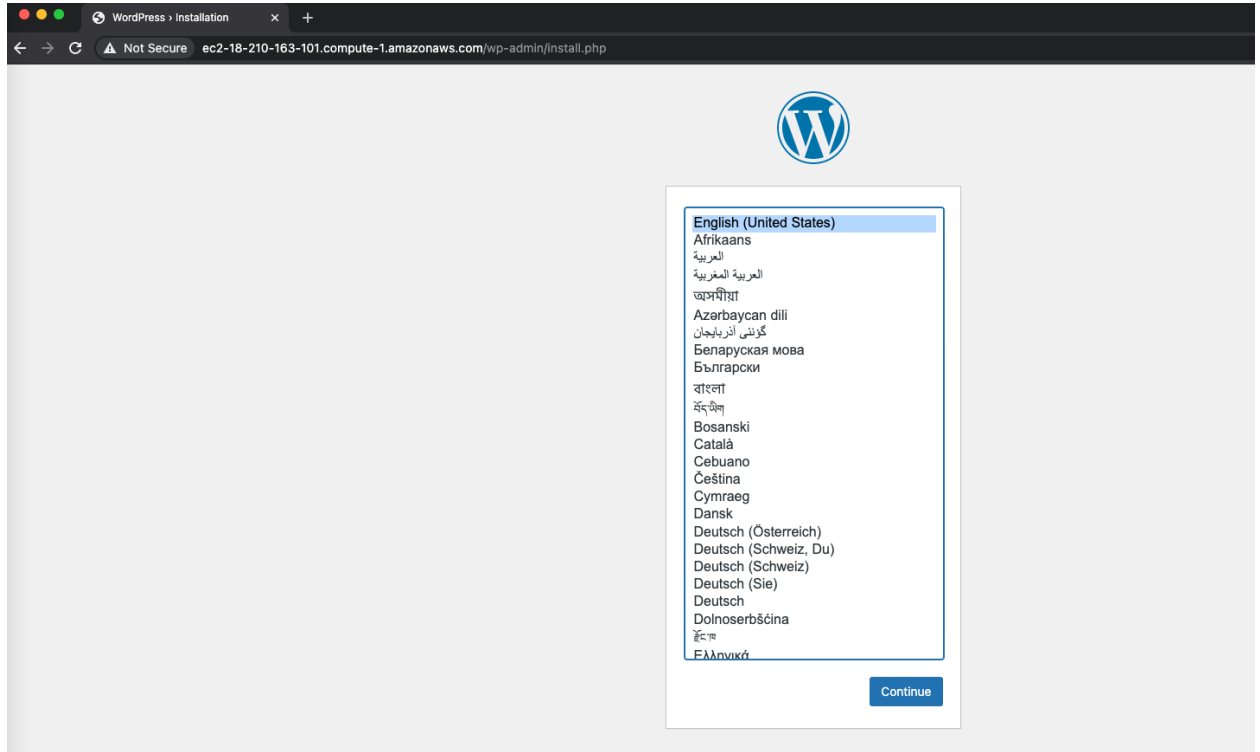 WordPress › Installation
Not Secure ec2-18-210-163-101.compute-1.amazonaws.com/wp-admin/install.php
English (United States)
Afrikaans
العربية
العربية المغربية
অসমীয়া
Azərbaycan dili
گؤنئی آذربایجان
Беларуская мова
Български
বাংলা
བོད་ཡིག
Bosanski
Català
Cebuano
Čeština
Cymraeg
Dansk
Deutsch (Österreich)
Deutsch (Schweiz, Du)
Deutsch (Schweiz)
Deutsch (Sie)
Deutsch
Dolnoserbšćina
རྫོང་ཁ
Ελληνικά
Continue